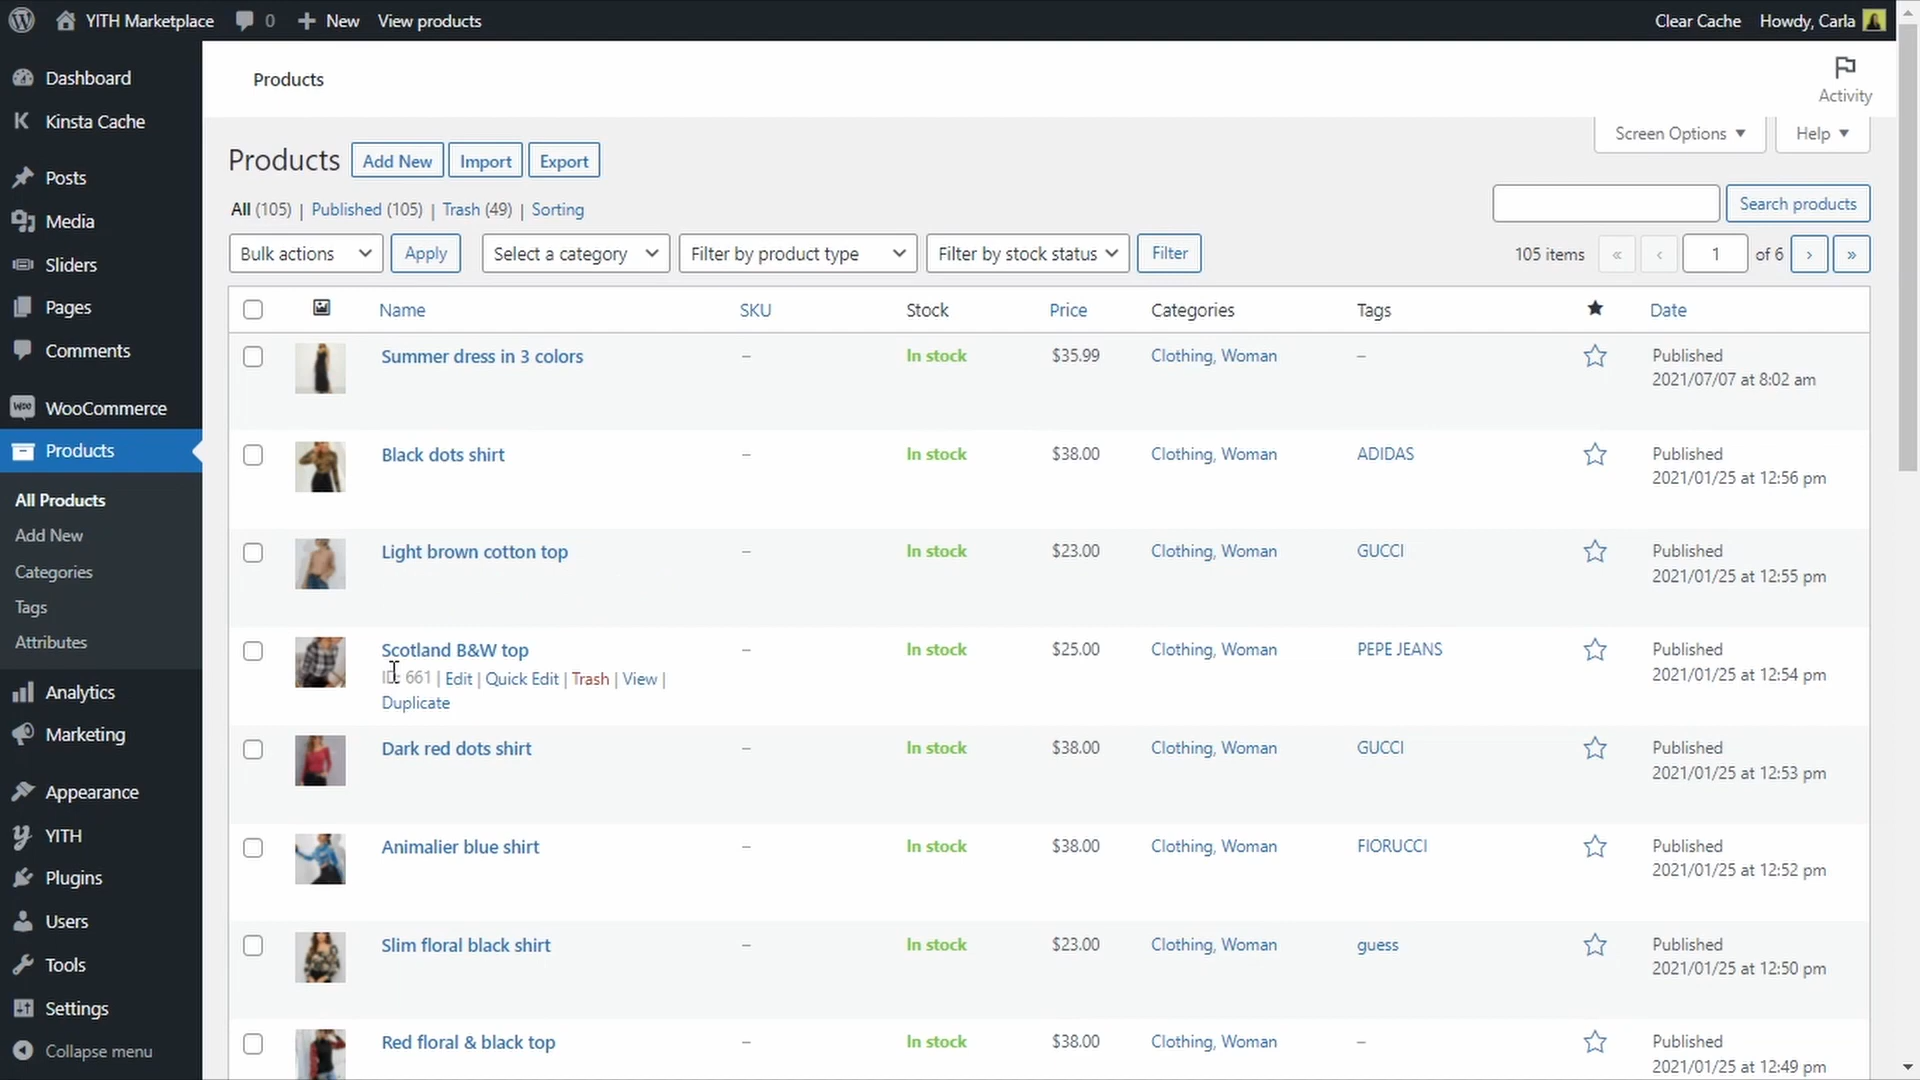 YITH Marketplace 0 New View products Clear Cache Howdy, Carla
Dashboard
Kinsta Cache
Posts
Media
Sliders
Pages
Comments
WooCommerce
Products
All Products
Add New
Categories
Tags
Attributes
Analytics
Marketing
Appearance
YITH
Plugins
Users
Tools
Settings
Collapse menu
Products
Activity
Screen Options
Help
Products Add New Import Export
All (105) | Published (105) | Trash (49) | Sorting
Search products
Bulk actions Apply Select a category Filter by product type Filter by stock status Filter 105 items « ‹ 1 of 6 › »
Name SKU Stock Price Categories Tags Date
Summer dress in 3 colors – In stock $35.99 Clothing, Woman – Published
2021/07/07 at 8:02 am
Black dots shirt – In stock $38.00 Clothing, Woman ADIDAS Published
2021/01/25 at 12:56 pm
Light brown cotton top – In stock $23.00 Clothing, Woman GUCCI Published
2021/01/25 at 12:55 pm
Scotland B&W top – In stock $25.00 Clothing, Woman PEPE JEANS Published
ID: 661 | Edit | Quick Edit | Trash | View | 2021/01/25 at 12:54 pm
Duplicate
Dark red dots shirt – In stock $38.00 Clothing, Woman GUCCI Published
2021/01/25 at 12:53 pm
Animalier blue shirt – In stock $38.00 Clothing, Woman FIORUCCI Published
2021/01/25 at 12:52 pm
Slim floral black shirt – In stock $23.00 Clothing, Woman guess Published
2021/01/25 at 12:50 pm
Red floral & black top – In stock $38.00 Clothing, Woman – Published
2021/01/25 at 12:49 pm